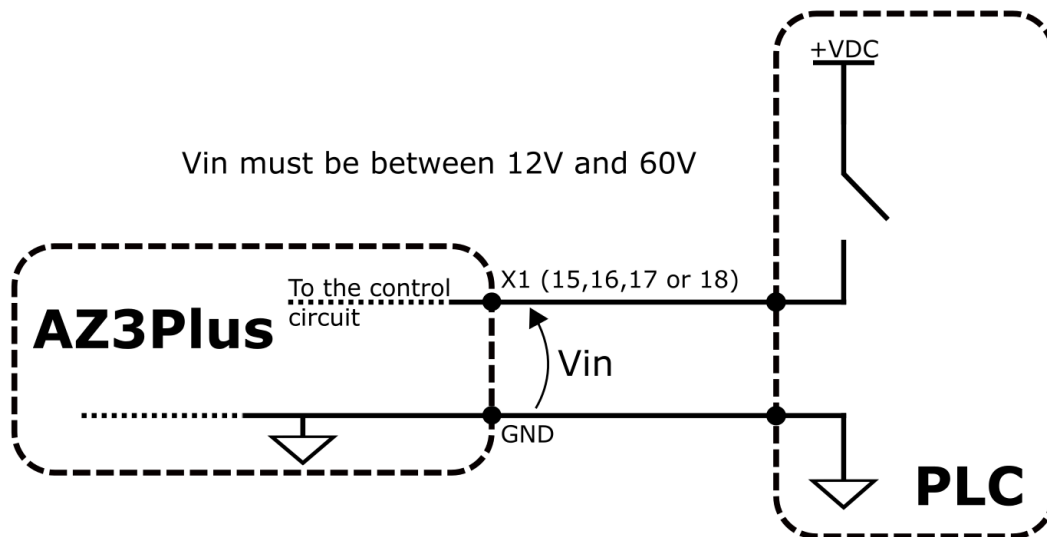 +VDC
Vin must be between 12V and 60V
To the control
circuit
X1 (15,16,17 or 18)
AZ3Plus
Vin
GND
PLC